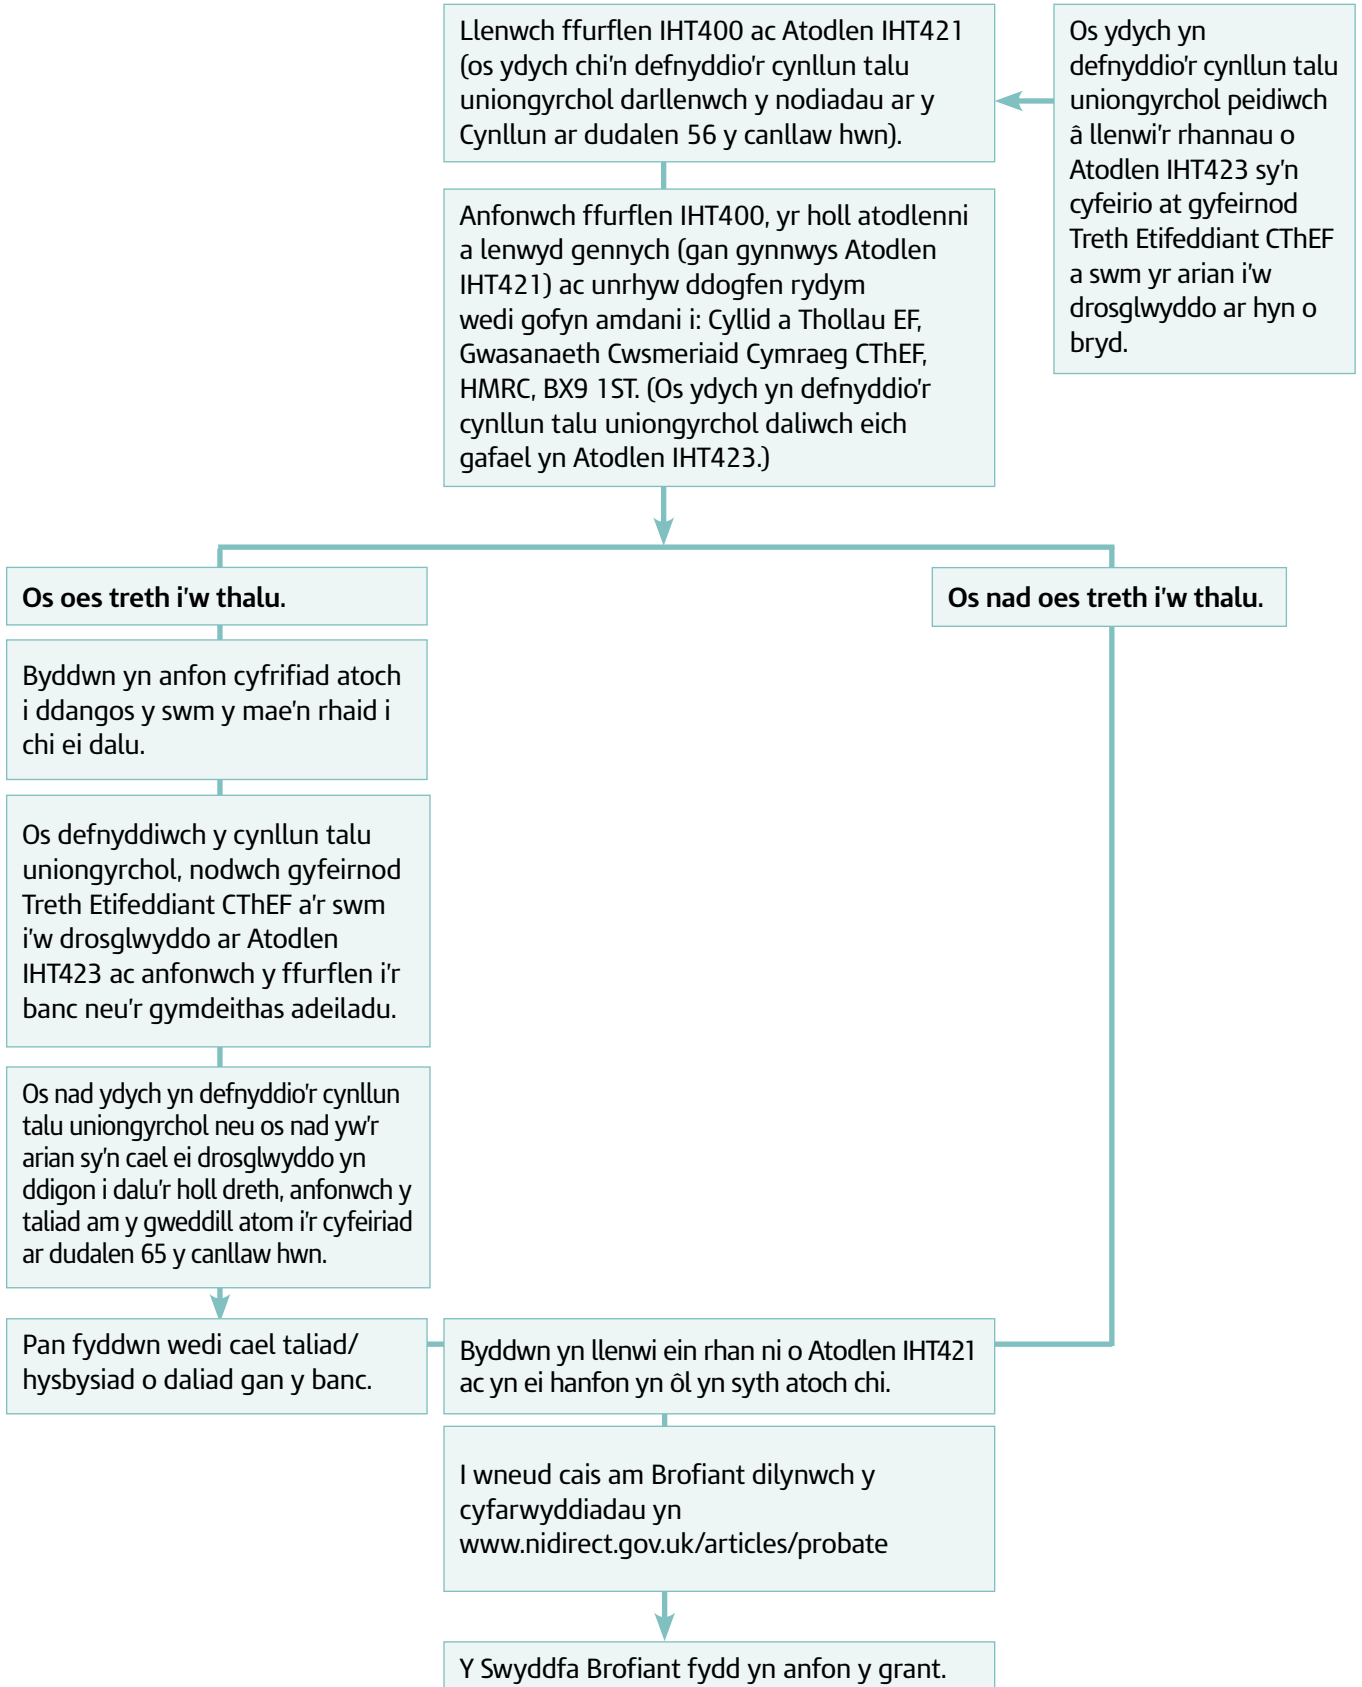 Llenwch ffurflen IHT400 ac Atodlen IHT421
(os ydych chi'n defnyddio'r cynllun talu
uniongyrchol darllenwch y nodiadau ar y
Cynllun ar dudalen 56 y canllaw hwn).
Os ydych yn
defnyddio'r cynllun talu
uniongyrchol peidiwch
â llenwi'r rhannau o
Atodlen IHT423 sy'n
cyfeirio at gyfeirnod
Treth Etifeddiant CThEF
a swm yr arian i'w
drosglwyddo ar hyn o
bryd.
Anfonwch ffurflen IHT400, yr holl atodlenni
a lenwyd gennych (gan gynnwys Atodlen
IHT421) ac unrhyw ddogfen rydym
wedi gofyn amdani i: Cyllid a Thollau EF,
Gwasanaeth Cwsmeriaid Cymraeg CThEF,
HMRC, BX9 1ST. (Os ydych yn defnyddio'r
cynllun talu uniongyrchol daliwch eich
gafael yn Atodlen IHT423.)
Os oes treth i'w thalu.
Os nad oes treth i'w thalu.
Byddwn yn anfon cyfrifiad atoch
i ddangos y swm y mae'n rhaid i
chi ei dalu.
Os defnyddiwch y cynllun talu
uniongyrchol, nodwch gyfeirnod
Treth Etifeddiant CThEF a'r swm
i'w drosglwyddo ar Atodlen
IHT423 ac anfonwch y ffurflen i'r
banc neu'r gymdeithas adeiladu.
Os nad ydych yn defnyddio'r cynllun
talu uniongyrchol neu os nad yw'r
arian sy'n cael ei drosglwyddo yn
ddigon i dalu'r holl dreth, anfonwch y
taliad am y gweddill atom i'r cyfeiriad
ar dudalen 65 y canllaw hwn.
Pan fyddwn wedi cael taliad/
hysbysiad o daliad gan y banc.
Byddwn yn llenwi ein rhan ni o Atodlen IHT421
ac yn ei hanfon yn ôl yn syth atoch chi.
I wneud cais am Brofiant dilynwch y
cyfarwyddiadau yn
www.nidirect.gov.uk/articles/probate
Y Swyddfa Brofiant fydd yn anfon y grant.